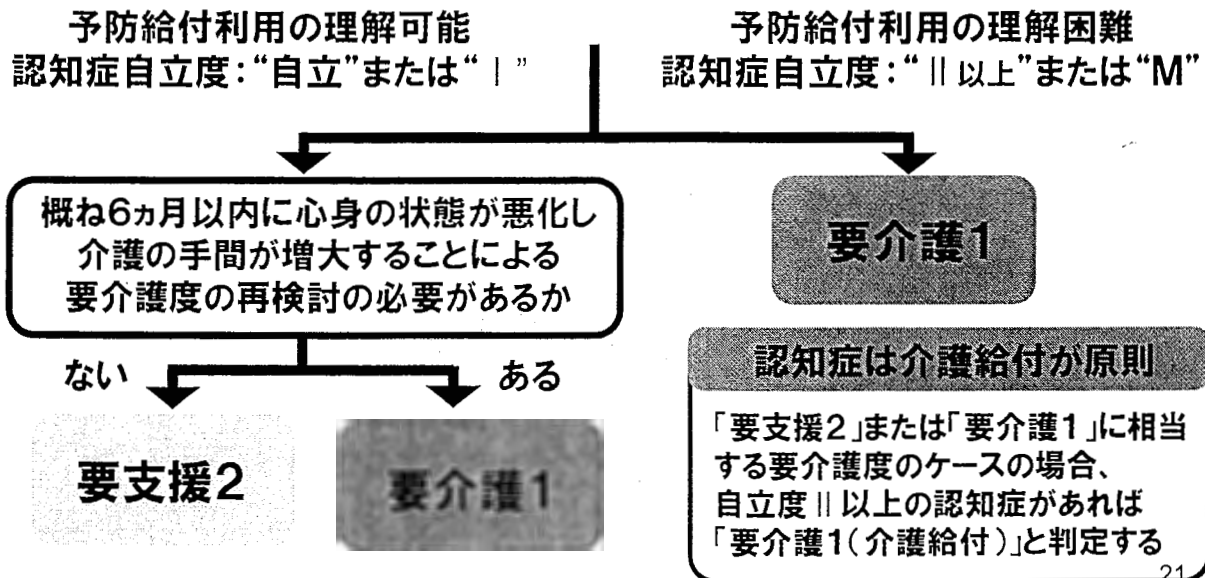 予防給付利用の理解可能
認知症自立度：“自立”または“Ⅰ”
予防給付利用の理解困難
認知症自立度：“Ⅱ以上”または“M”
概ね6ヵ月以内に心身の状態が悪化し
介護の手間が増大することによる
要介護度の再検討の必要があるか
要介護1
ない
ある
要支援2
要介護1
認知症は介護給付が原則
「要支援2」または「要介護1」に相当
する要介護度のケースの場合、
自立度Ⅱ以上の認知症があれば
「要介護1（介護給付）」と判定する
21